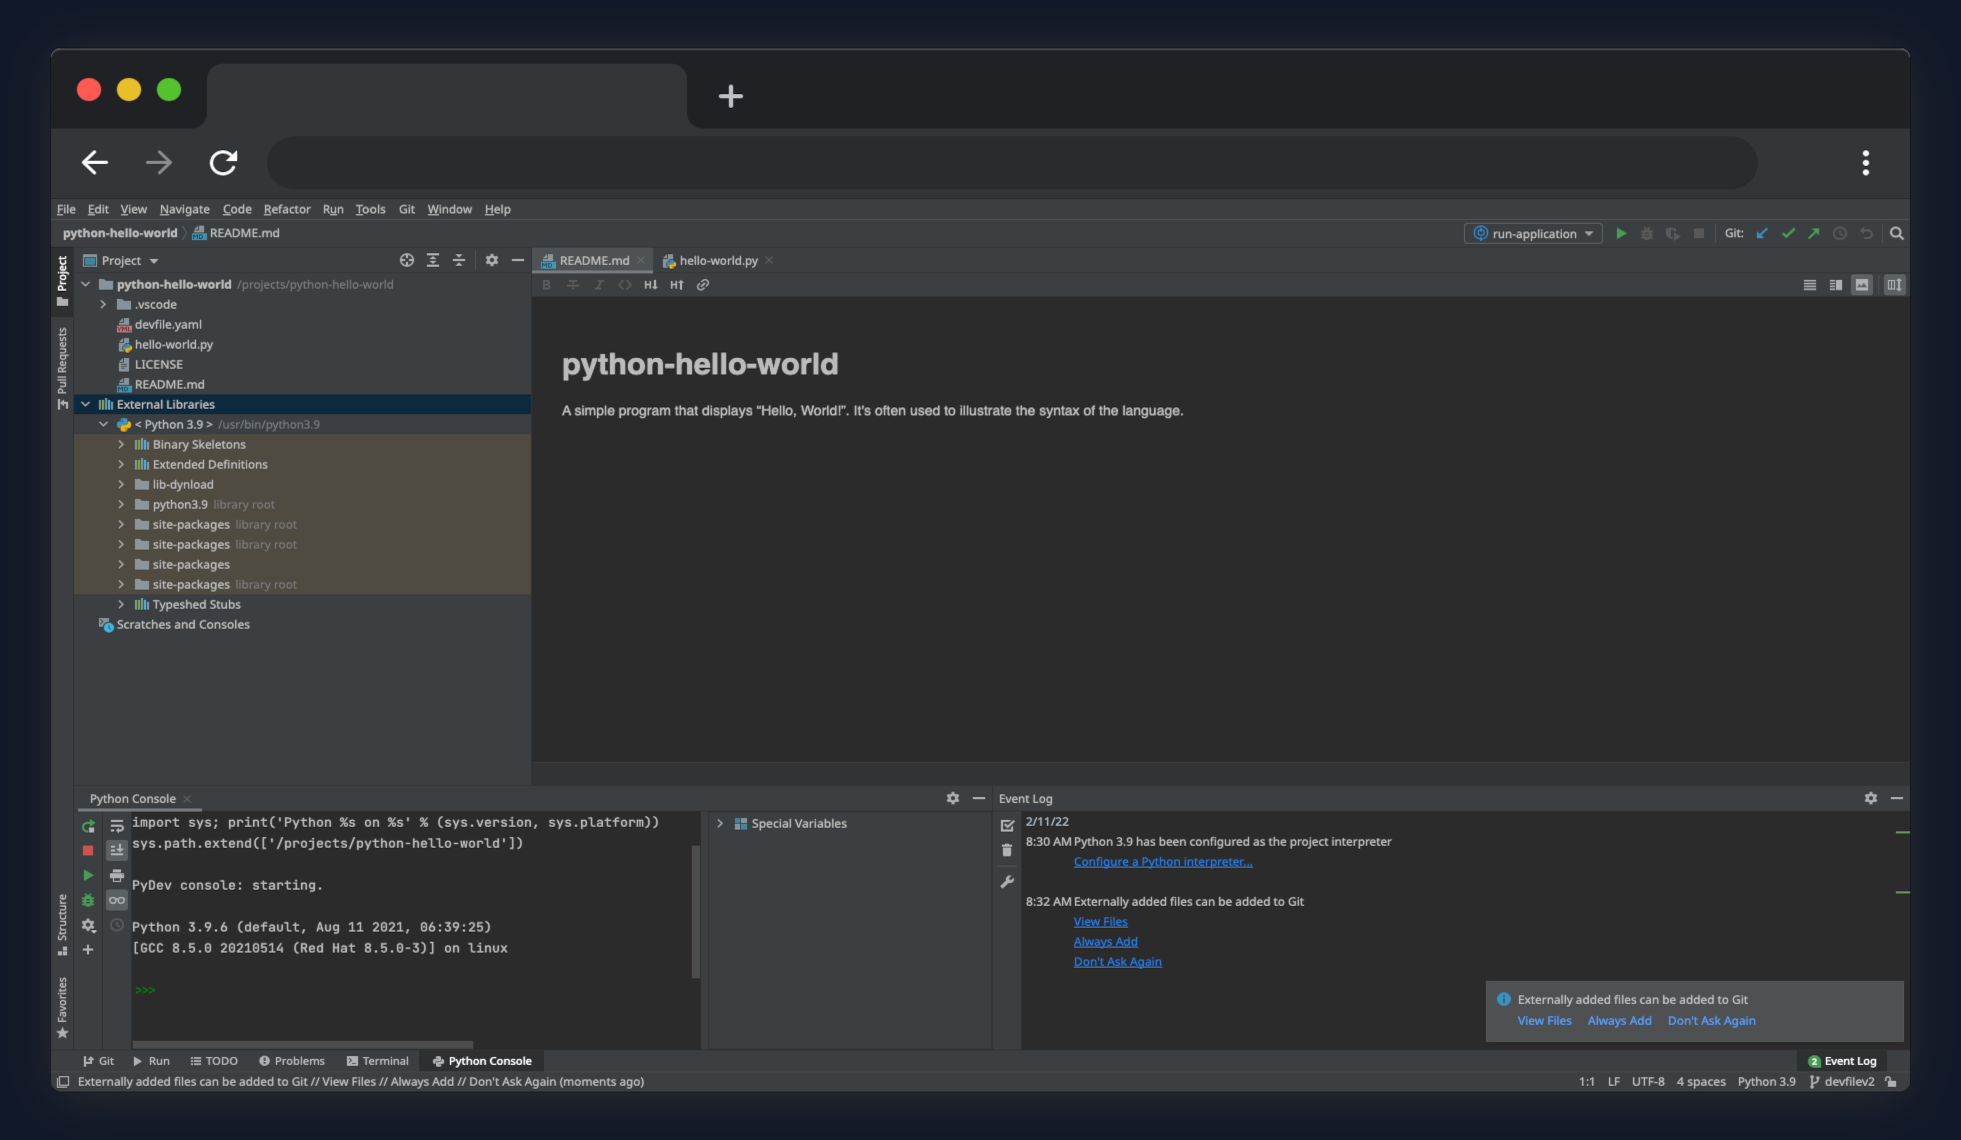 File Edit View Navigate Code Refactor Run Tools Git Window Help
python-hello-world README.md
run-application Git:
Project
Pull Requests
Structure
Favorites
Project
python-hello-world /projects/python-hello-world
.vscode
devfile.yaml
hello-world.py
LICENSE
README.md
External Libraries
< Python 3.9 > /usr/bin/python3.9
Binary Skeletons
Extended Definitions
lib-dynload
python3.9 library root
site-packages library root
site-packages library root
site-packages
site-packages library root
Typeshed Stubs
Scratches and Consoles
README.md hello-world.py
python-hello-world
A simple program that displays “Hello, World!”. It’s often used to illustrate the syntax of the language.
Python Console
import sys; print('Python %s on %s' % (sys.version, sys.platform))
sys.path.extend(['/projects/python-hello-world'])
PyDev console: starting.
Python 3.9.6 (default, Aug 11 2021, 06:39:25)
[GCC 8.5.0 20210514 (Red Hat 8.5.0-3)] on linux
>>>
Special Variables
Event Log
2/11/22
8:30 AM Python 3.9 has been configured as the project interpreter
Configure a Python interpreter...
8:32 AM Externally added files can be added to Git
View Files
Always Add
Don't Ask Again
Externally added files can be added to Git
View Files Always Add Don't Ask Again
Git Run TODO Problems Terminal Python Console
2 Event Log
Externally added files can be added to Git // View Files // Always Add // Don't Ask Again (moments ago)
1:1 LF UTF-8 4 spaces Python 3.9 devfilev2